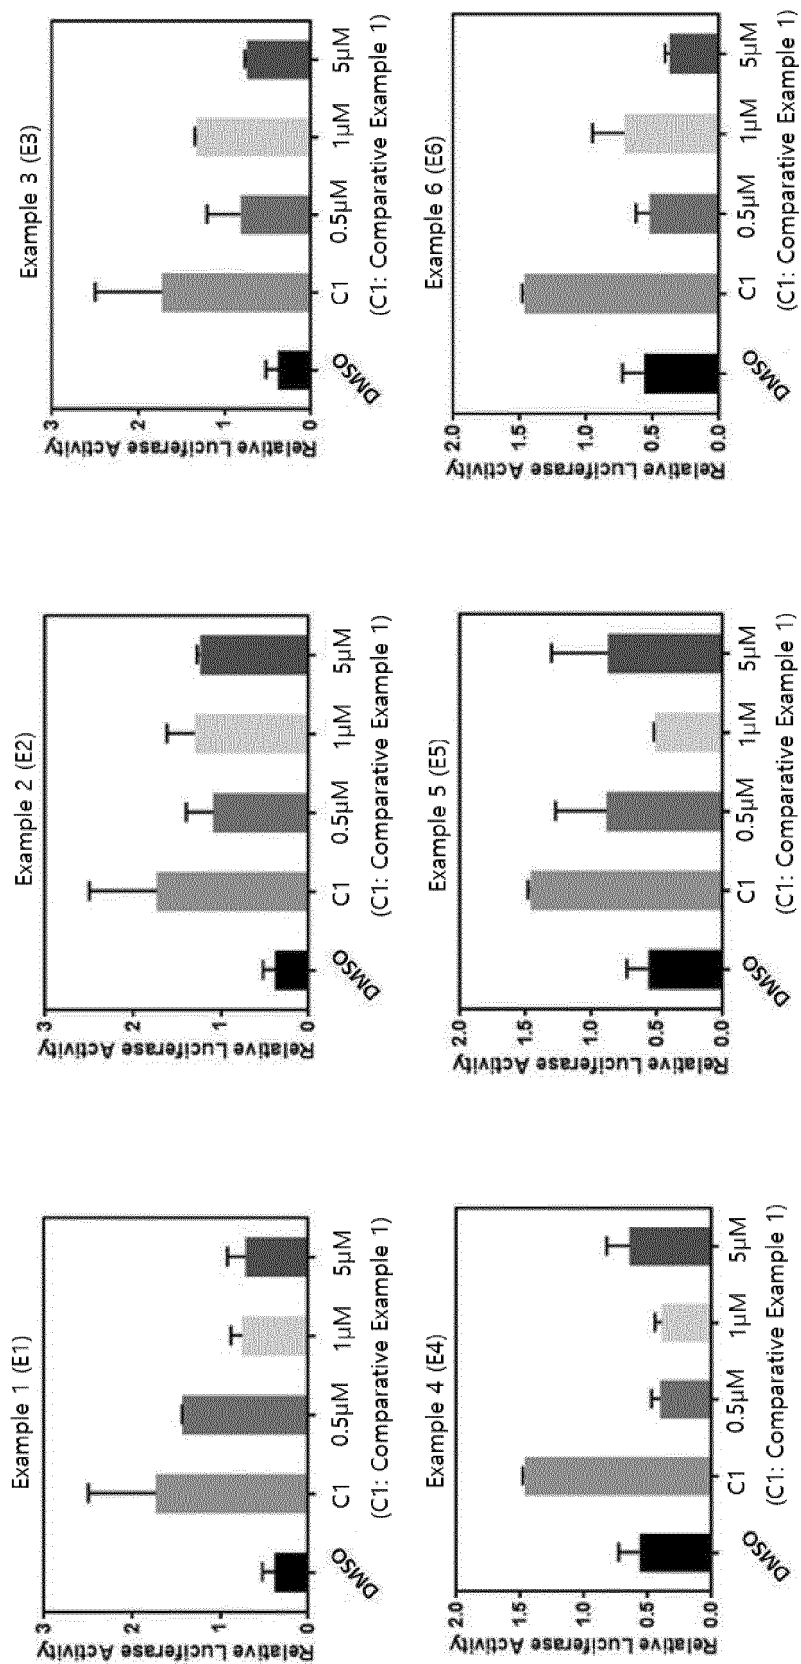 Example 1 (E1)
Relative Luciferase Activity
3
2
1
0
DMSO
C1
0.5μM
1μM
5μM
(C1: Comparative Example 1)
Example 2 (E2)
Relative Luciferase Activity
3
2
1
0
DMSO
C1
0.5μM
1μM
5μM
(C1: Comparative Example 1)
Example 3 (E3)
Relative Luciferase Activity
3
2
1
0
DMSO
C1
0.5μM
1μM
5μM
(C1: Comparative Example 1)
Example 4 (E4)
Relative Luciferase Activity
2.0
1.5
1.0
0.5
0.0
DMSO
C1
0.5μM
1μM
5μM
(C1: Comparative Example 1)
Example 5 (E5)
Relative Luciferase Activity
2.0
1.5
1.0
0.5
0.0
DMSO
C1
0.5μM
1μM
5μM
(C1: Comparative Example 1)
Example 6 (E6)
Relative Luciferase Activity
2.0
1.5
1.0
0.5
0.0
DMSO
C1
0.5μM
1μM
5μM
(C1: Comparative Example 1)